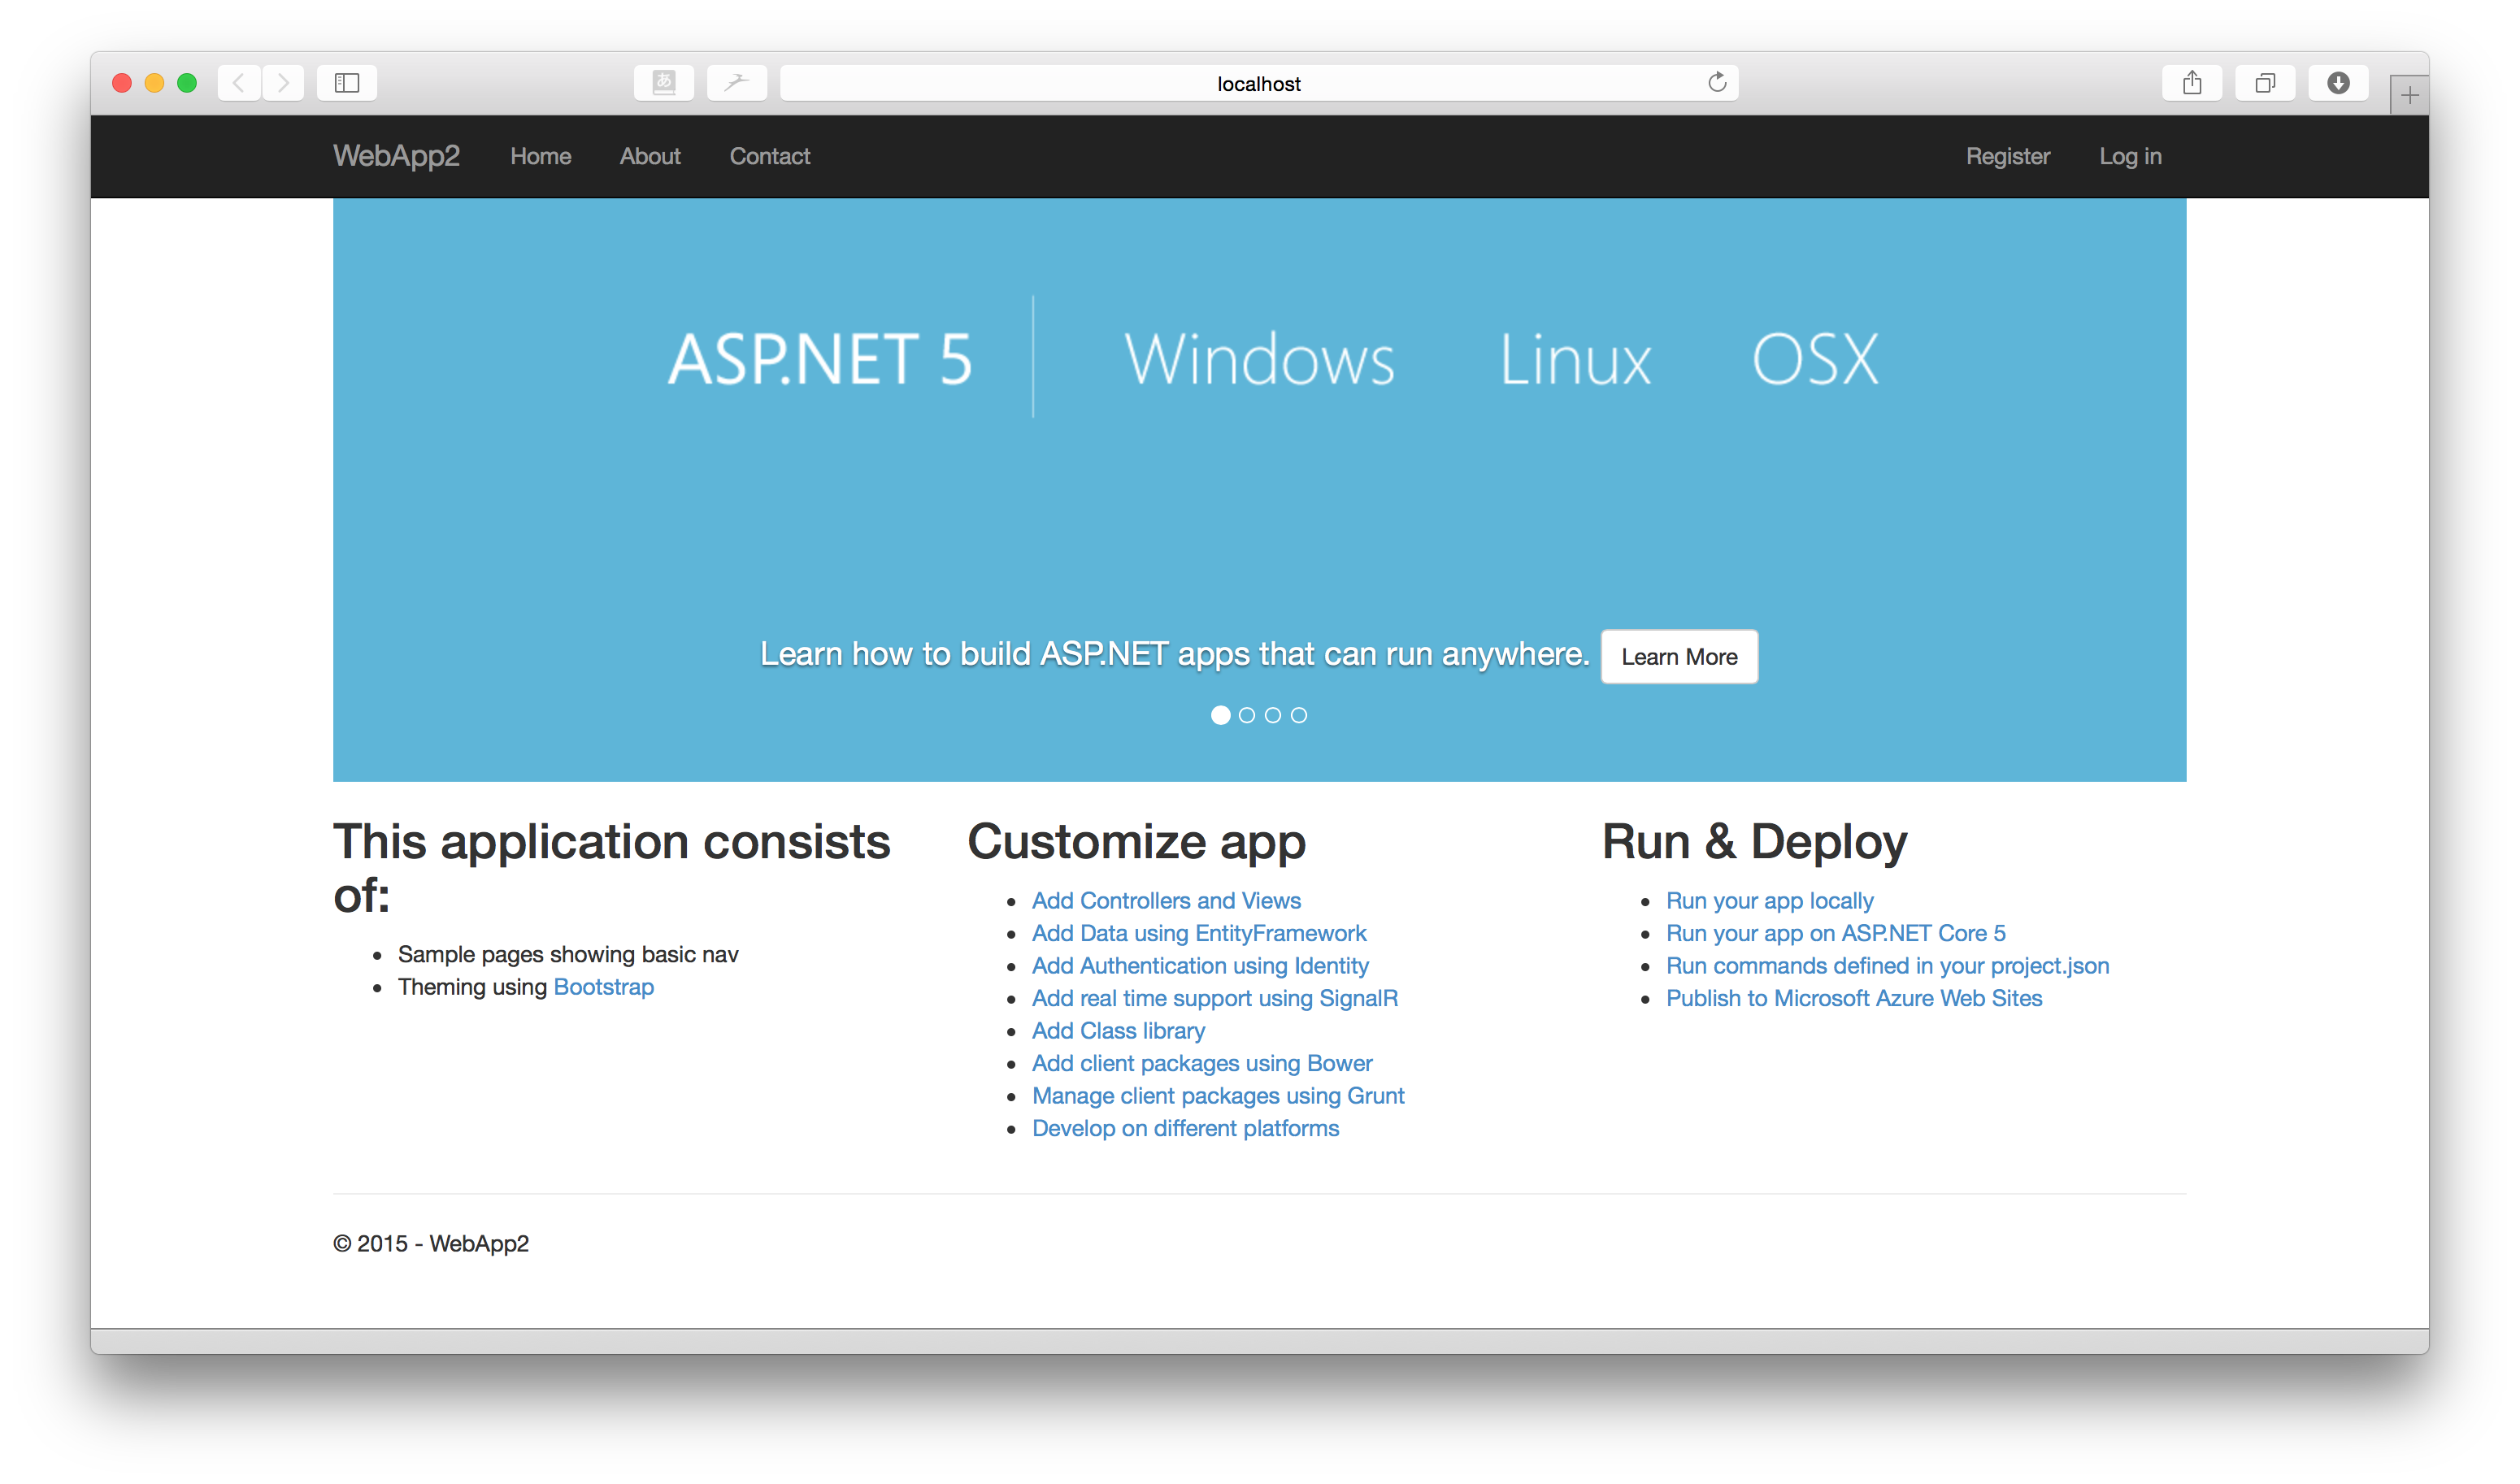 あ
localhost
WebApp2 Home About Contact Register Log in
ASP.NET 5 Windows Linux OSX
Learn how to build ASP.NET apps that can run anywhere. Learn More
This application consists
of:
Sample pages showing basic nav
Theming using Bootstrap
Customize app
Add Controllers and Views
Add Data using EntityFramework
Add Authentication using Identity
Add real time support using SignalR
Add Class library
Add client packages using Bower
Manage client packages using Grunt
Develop on different platforms
Run & Deploy
Run your app locally
Run your app on ASP.NET Core 5
Run commands defined in your project.json
Publish to Microsoft Azure Web Sites
© 2015 - WebApp2